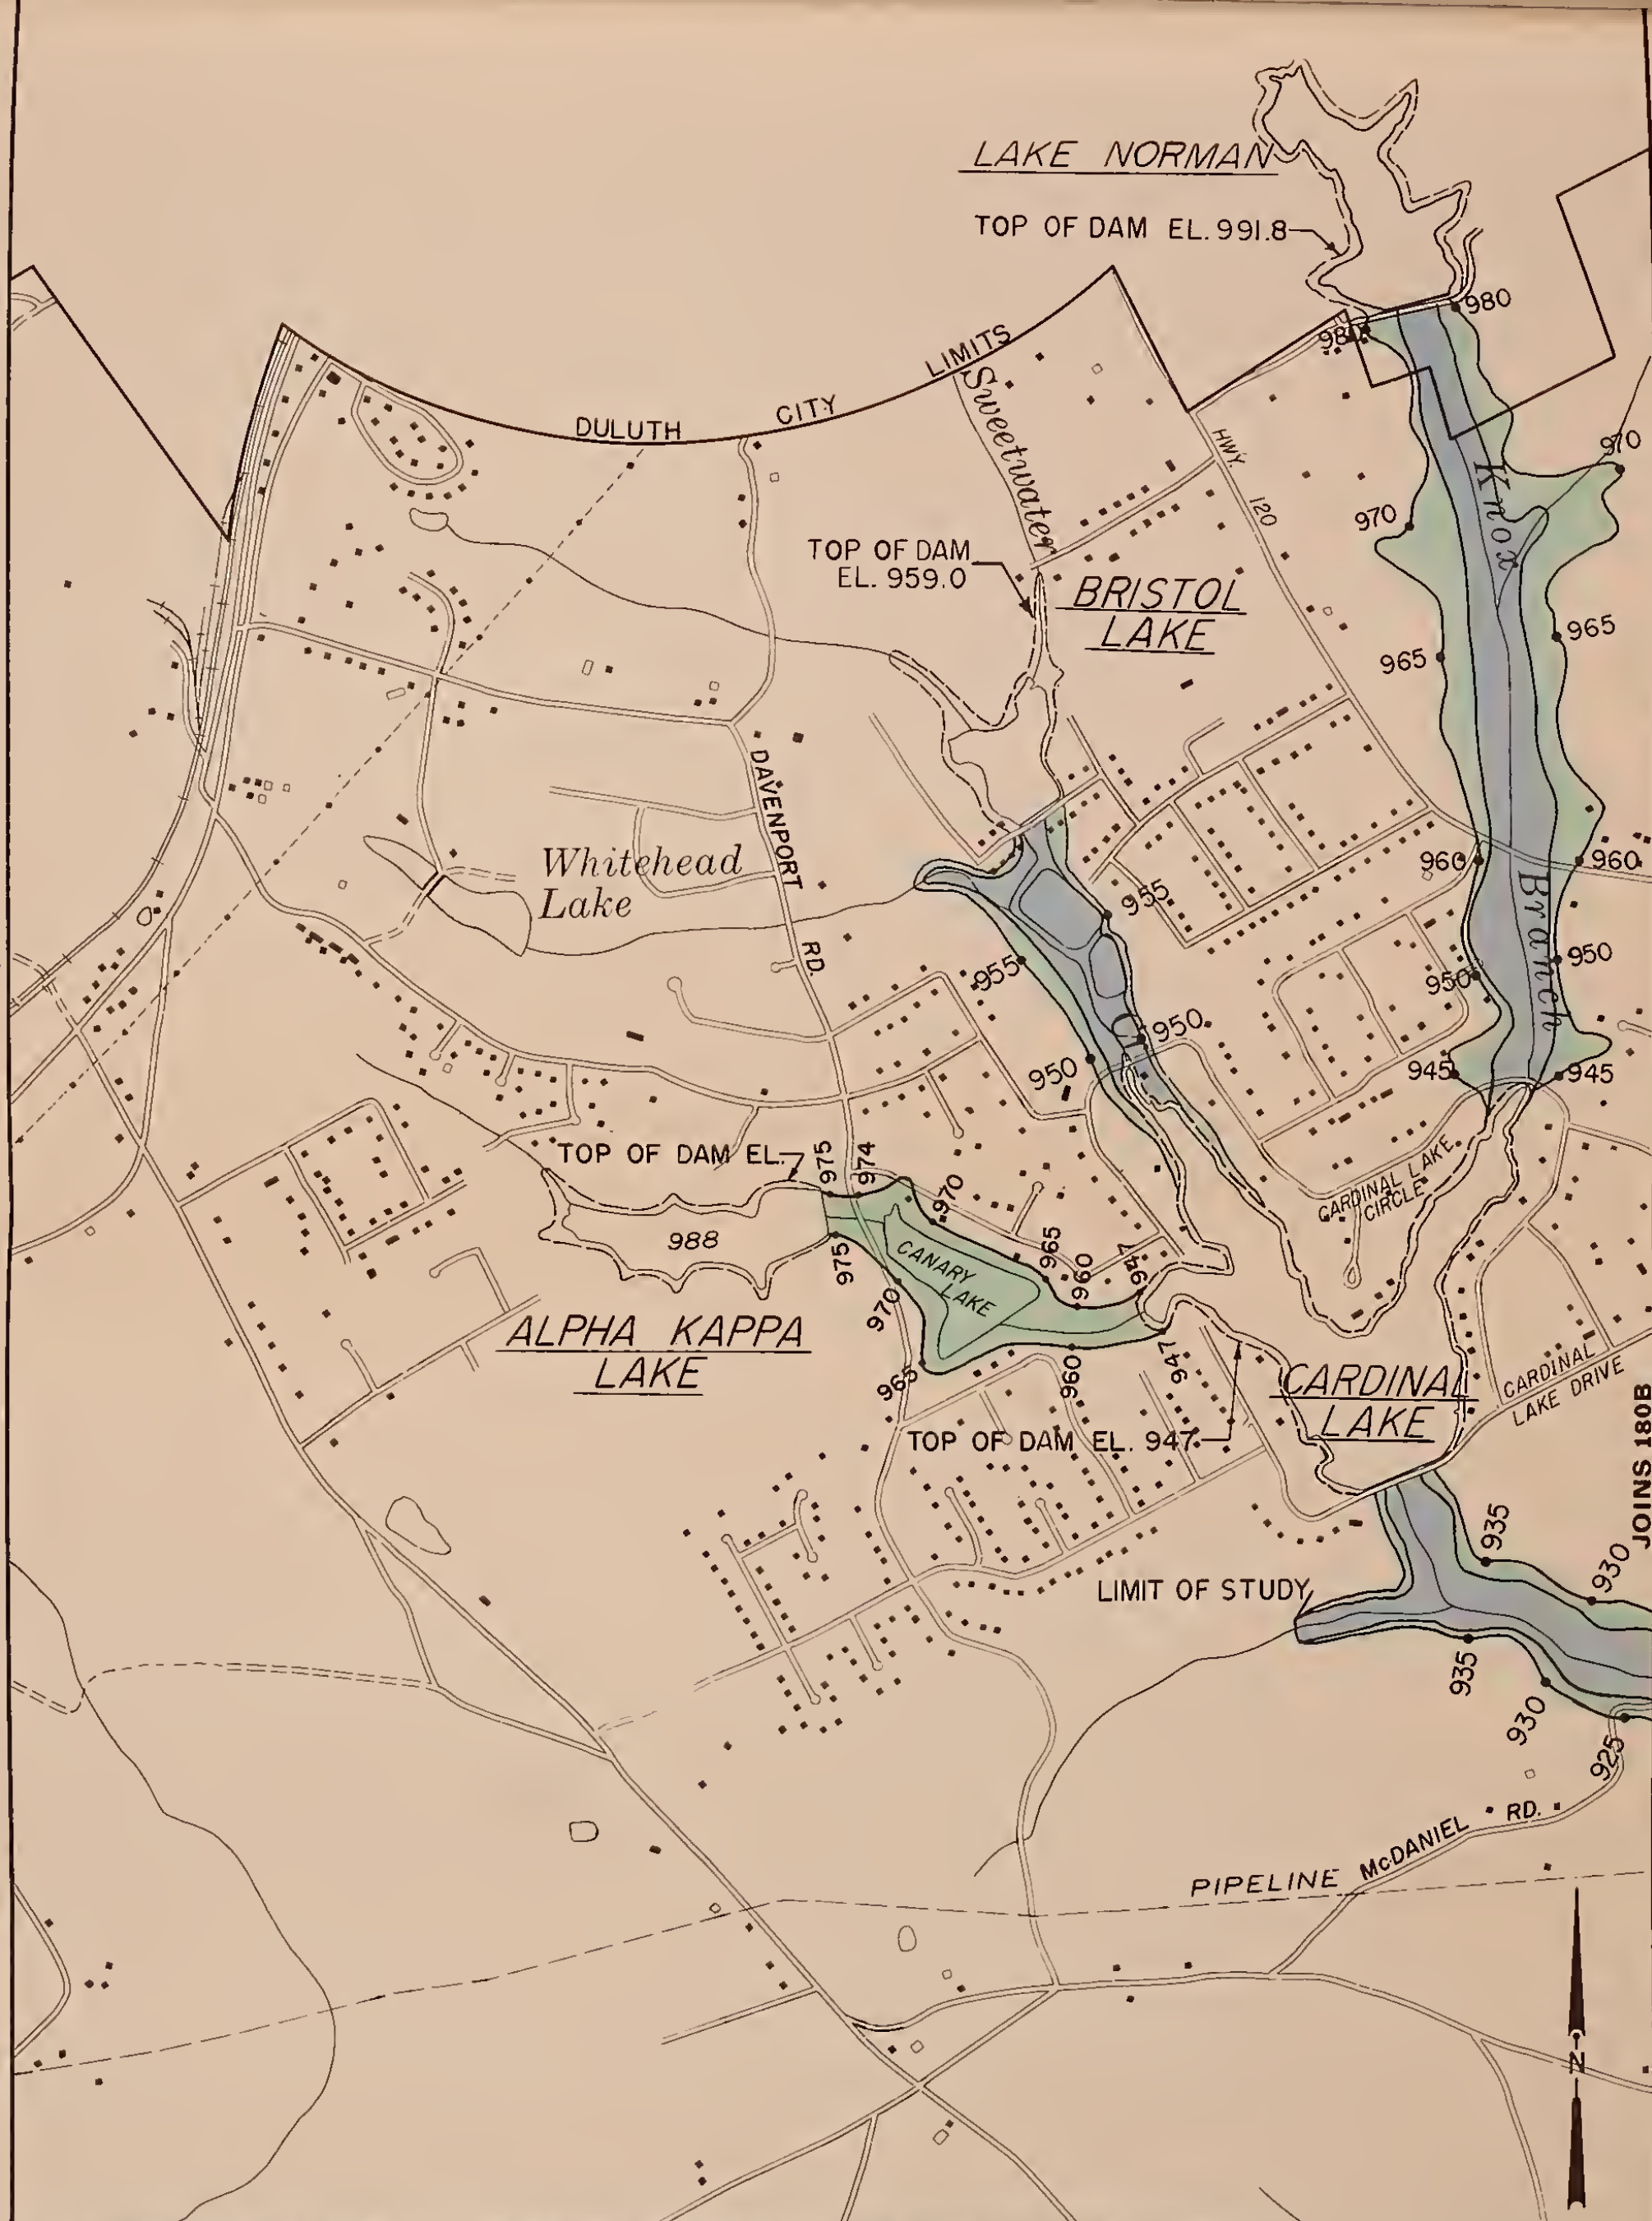 LAKE NORMAN
TOP OF DAM EL. 991.8
980
980
DULUTH CITY LIMITS
Sweetwater
HWY. 120
970
970
Knox
TOP OF DAM
EL. 959.0
BRISTOL
LAKE
965
965
DAVENPORT
RD.
Whitehead
Lake
960
960
Branch
955
955
950
950
950
950
Cr
945
945
TOP OF DAM EL.
975
974
970
CARDINAL LAKE
CIRCLE
988
975
CANARY
LAKE
965
960
947
970
ALPHA KAPPA
LAKE
965
960
947
CARDINAL
LAKE
CARDINAL
LAKE DRIVE
TOP OF DAM EL. 947
JOINS 180B
935
930
LIMIT OF STUDY
935
930
925
McDANIEL RD.
PIPELINE
N